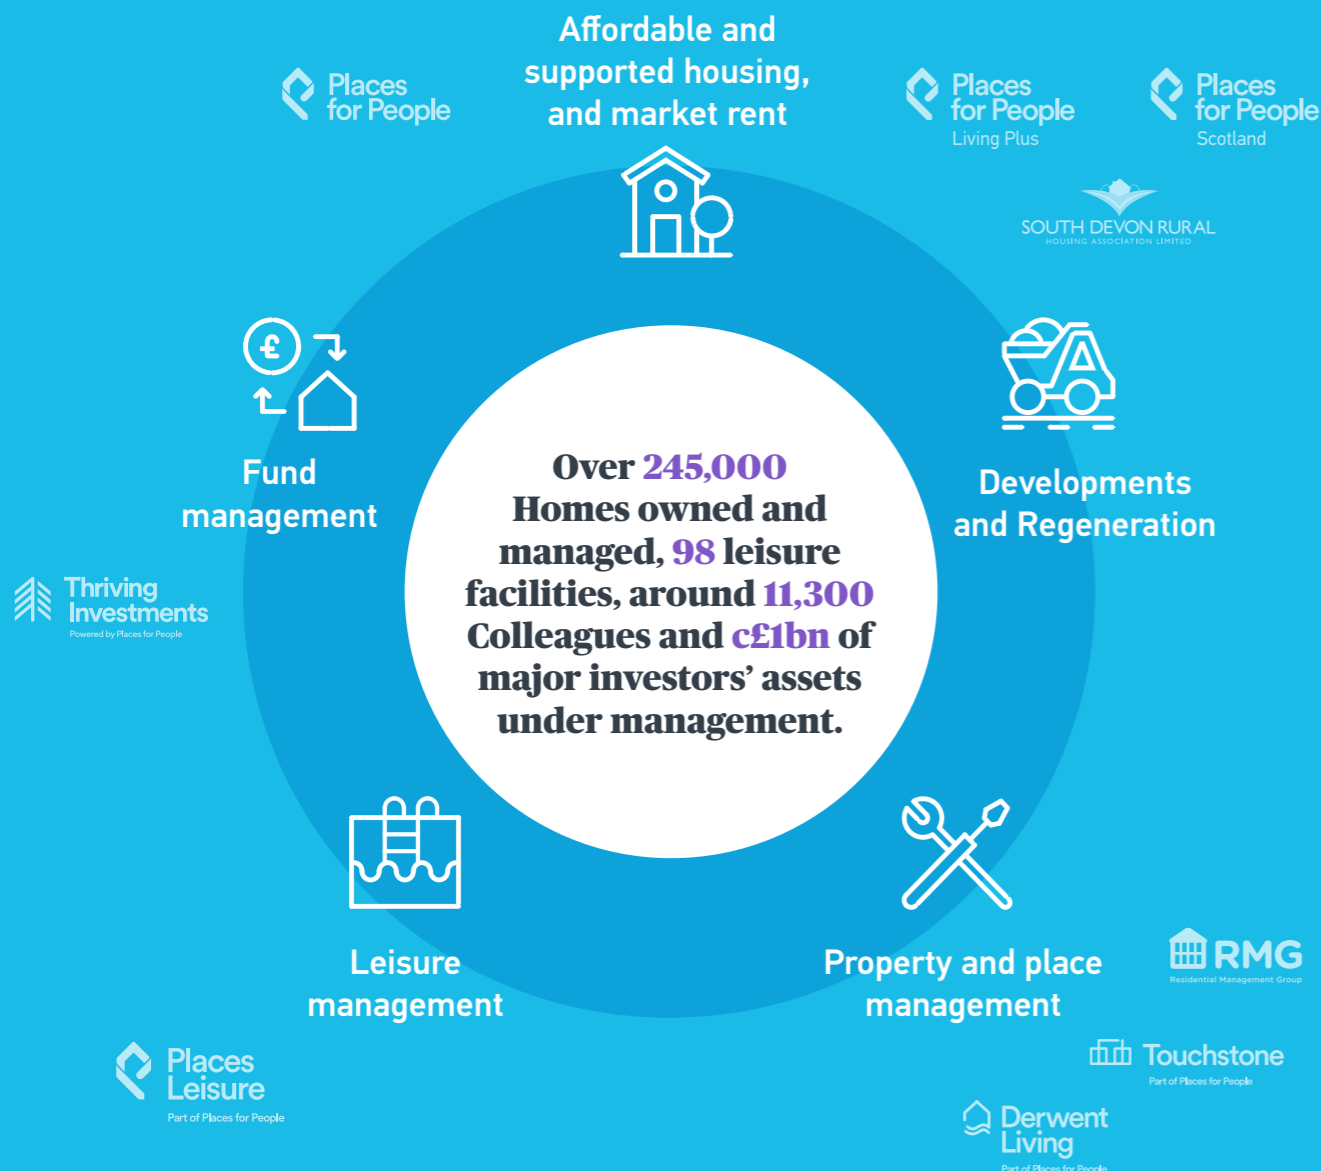 Affordable and
supported housing,
and market rent
Places
for People
Places
for People
Living Plus
Places
for People
Scotland
SOUTH DEVON RURAL
HOUSING ASSOCIATION LIMITED
£
Fund
management
Thriving
Investments
Powered by Places for People
Developments
and Regeneration
Over 245,000
Homes owned and
managed, 98 leisure
facilities, around 11,300
Colleagues and c£1bn of
major investors’ assets
under management.
Leisure
management
Places
Leisure
Part of Places for People
Property and place
management
RMG
Residential Management Group
Touchstone
Part of Places for People
Derwent
Living
Part of Places for People